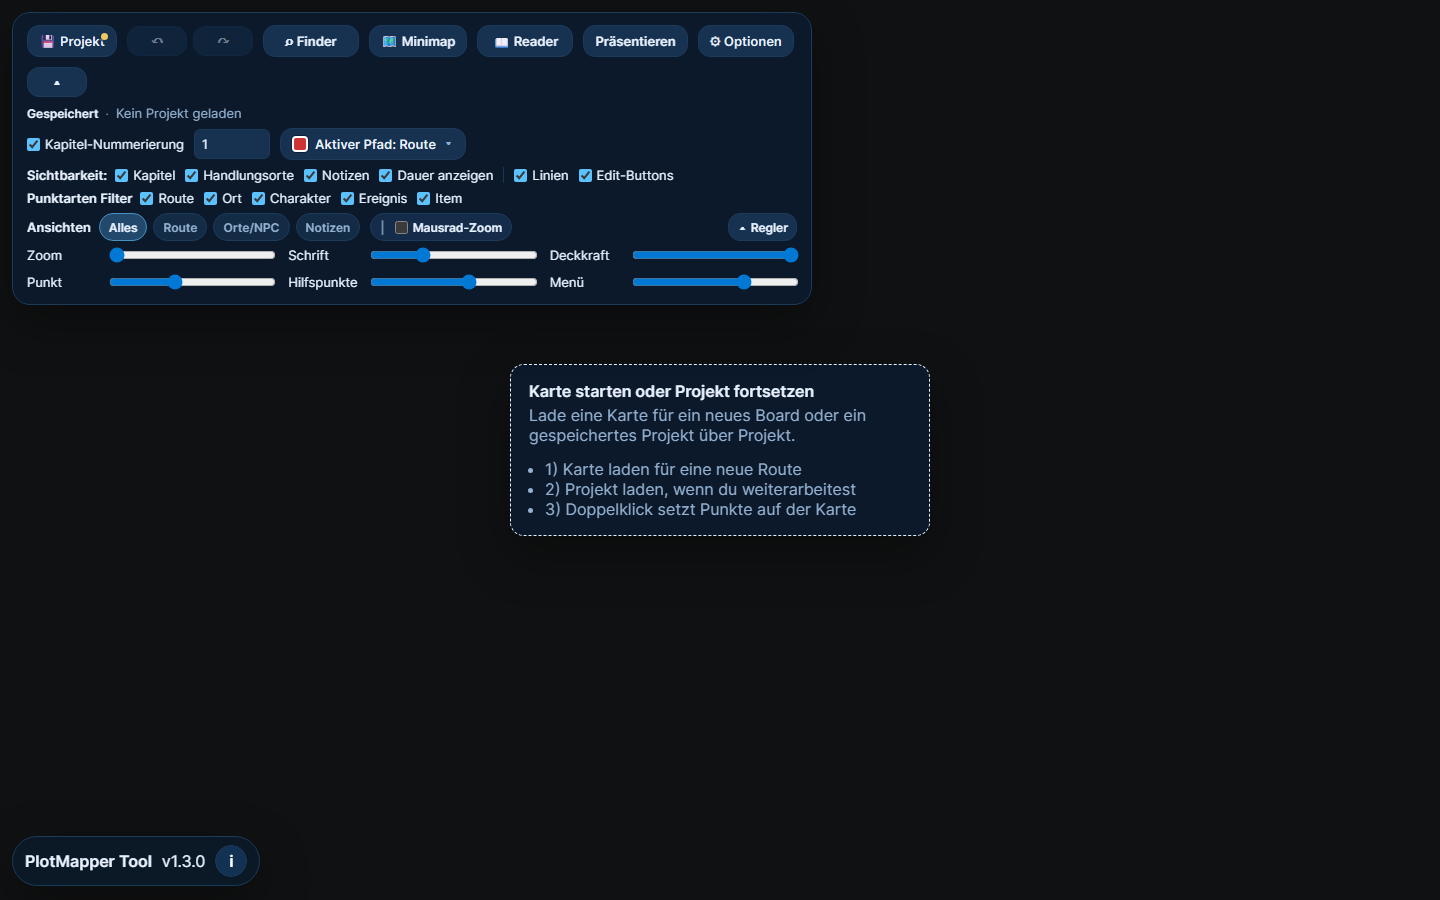 💾 Projekt ↶ ↷ ⌕ Finder 🗺️ Minimap 📖 Reader Präsentieren ⚙ Optionen
▴
Gespeichert · Kein Projekt geladen
Kapitel-Nummerierung 1 Aktiver Pfad: Route ▾
Sichtbarkeit: Kapitel Handlungsorte Notizen Dauer anzeigen Linien Edit-Buttons
Punktarten Filter Route Ort Charakter Ereignis Item
Ansichten Alles Route Orte/NPC Notizen | Mausrad-Zoom ▴ Regler
Zoom Schrift Deckkraft
Punkt Hilfspunkte Menü
Karte starten oder Projekt fortsetzen
Lade eine Karte für ein neues Board oder ein
gespeichertes Projekt über Projekt.
• 1) Karte laden für eine neue Route
• 2) Projekt laden, wenn du weiterarbeitest
• 3) Doppelklick setzt Punkte auf der Karte
PlotMapper Tool v1.3.0 i